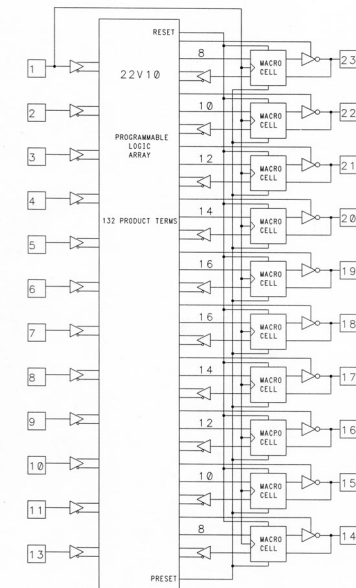 RESET
8
MACRO
CELL
23
1
22V10
2
10
MACRO
CELL
22
3
PROGRAMMABLE
LOGIC
ARRAY
12
MACRO
CELL
21
4
132 PRODUCT TERMS
14
MACRO
CELL
20
5
16
MACRO
CELL
19
6
7
16
MACRO
CELL
18
8
14
MACRO
CELL
17
9
12
MACPO
CELL
16
10
10
MACRO
CELL
15
11
8
MACRO
CELL
14
13
PRESET